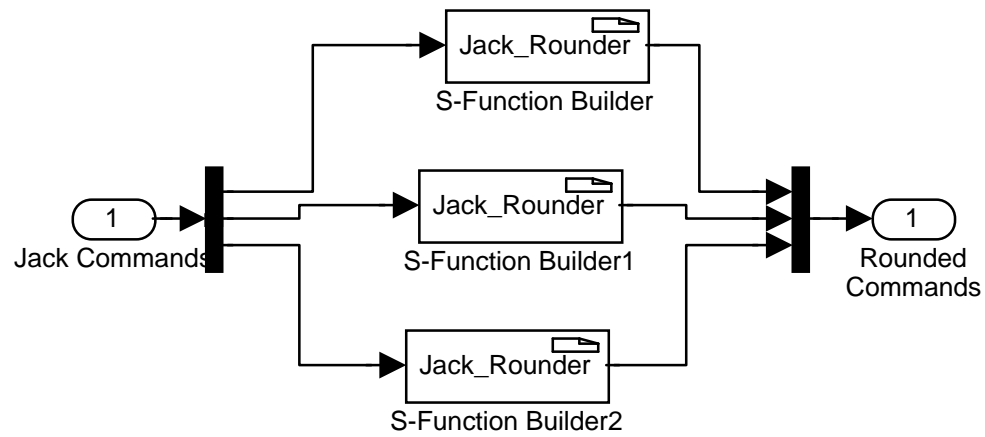 Jack_Rounder
S-Function Builder
1
Jack Commands
Jack_Rounder
S-Function Builder1
1
Rounded
Commands
Jack_Rounder
S-Function Builder2